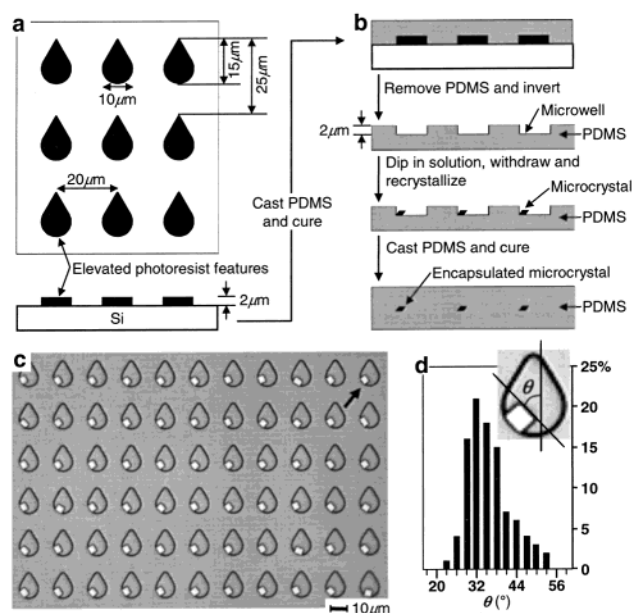 a
15μm
25μm
10μm
20μm
Elevated photoresist features
2μm
Si
Cast PDMS
and cure
b
Remove PDMS and invert
Microwell
2μm
PDMS
Dip in solution, withdraw and
recrystallize
Microcrystal
PDMS
Cast PDMS and cure
Encapsulated microcrystal
PDMS
c
10μm
d
θ
25%
20
15
10
5
0
20 32 44 56
θ (°)